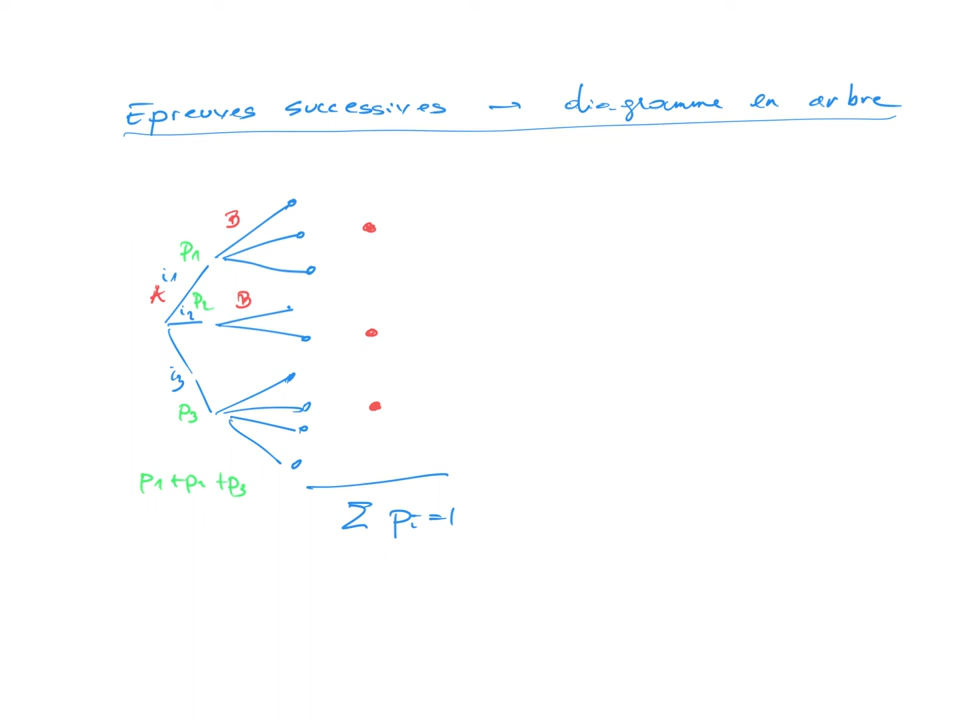 Epreuves successives → diagramme en arbre
B
P1
i1
A
P2
i2
B
i3
P3
P1 + P2 + P3
Σ Pi = 1